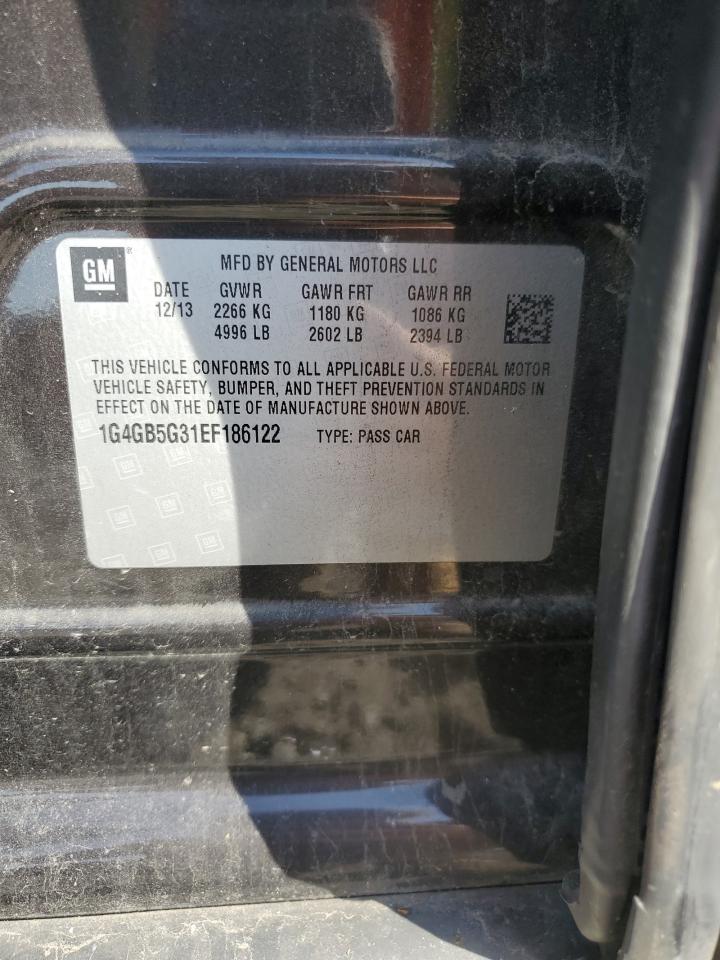 GM ® MFD BY GENERAL MOTORS LLC
DATE GVWR GAWR FRT GAWR RR
12/13 2266 KG 1180 KG 1086 KG
4996 LB 2602 LB 2394 LB
THIS VEHICLE CONFORMS TO ALL APPLICABLE U.S. FEDERAL MOTOR
VEHICLE SAFETY, BUMPER, AND THEFT PREVENTION STANDARDS IN
EFFECT ON THE DATE OF MANUFACTURE SHOWN ABOVE.
1G4GB5G31EF186122 TYPE: PASS CAR